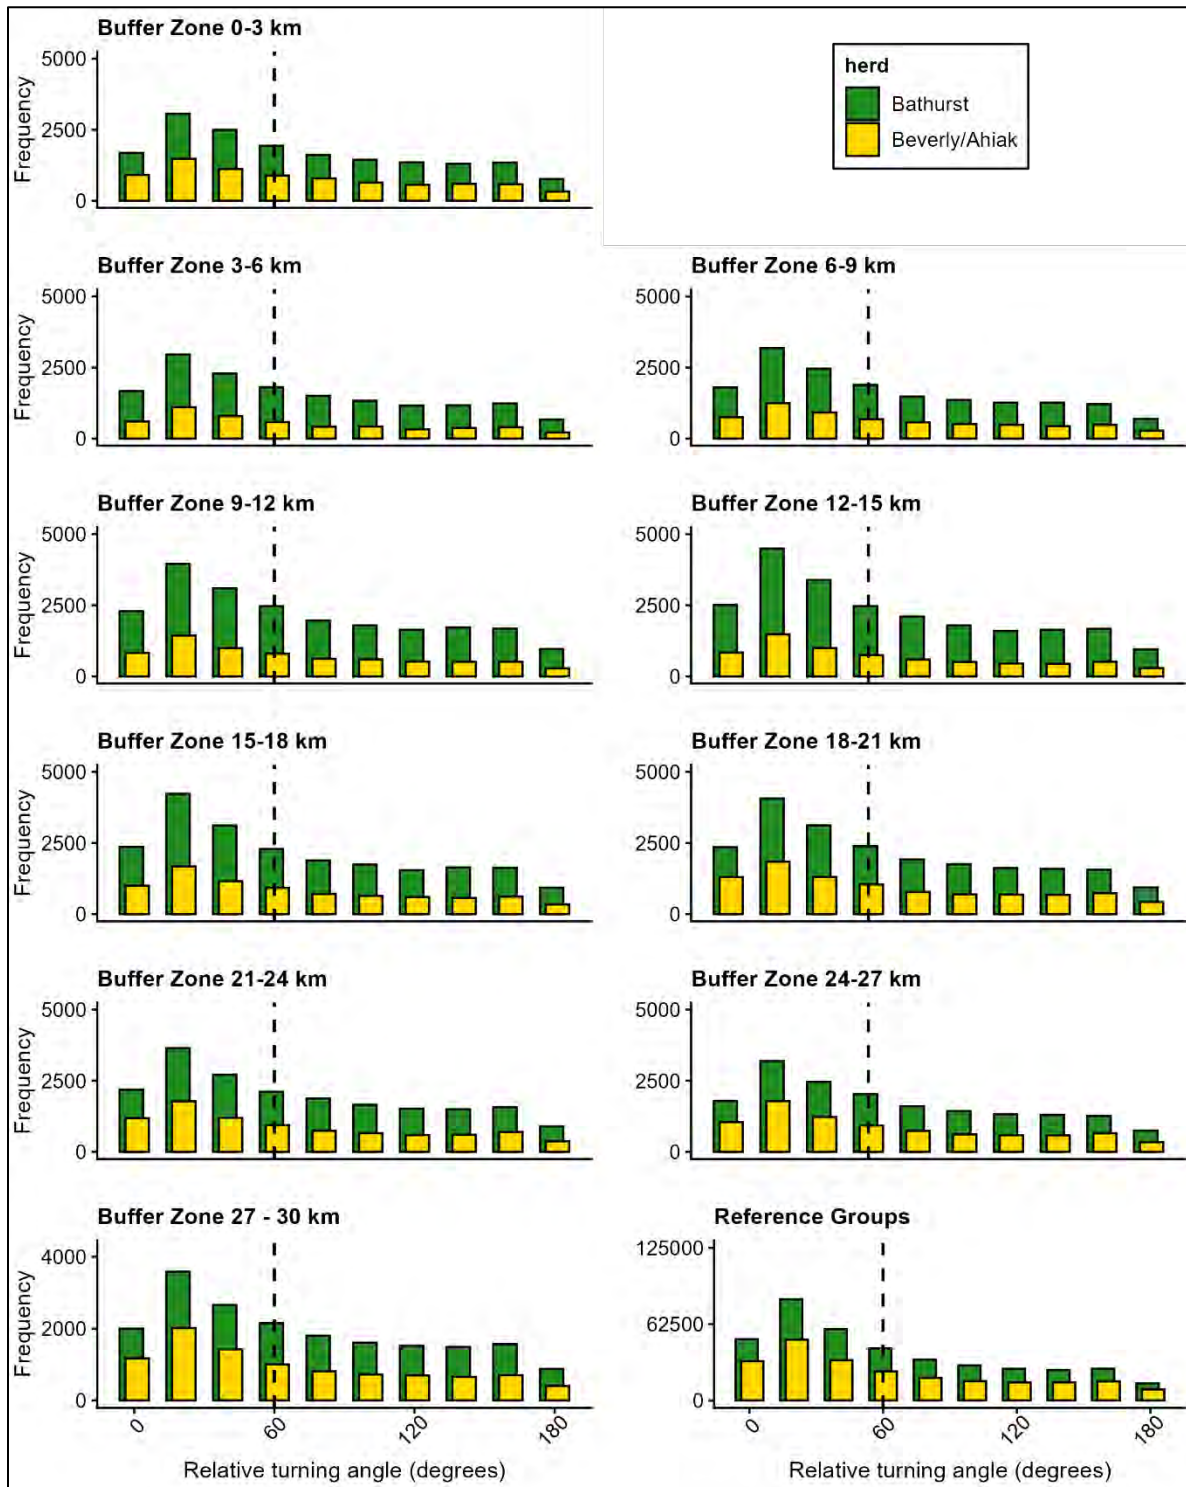 Buffer Zone 0-3 km
5000
2500
0
Frequency
herd
Bathurst
Beverly/Ahiak
Buffer Zone 3-6 km
5000
2500
0
Frequency
Buffer Zone 6-9 km
5000
2500
0
Buffer Zone 9-12 km
5000
2500
0
Frequency
Buffer Zone 12-15 km
5000
2500
0
Buffer Zone 15-18 km
5000
2500
0
Frequency
Buffer Zone 18-21 km
5000
2500
0
Buffer Zone 21-24 km
5000
2500
0
Frequency
Buffer Zone 24-27 km
5000
2500
0
Buffer Zone 27 - 30 km
4000
2000
0
Frequency
0 60 120 180
Relative turning angle (degrees)
Reference Groups
125000
62500
0
0 60 120 180
Relative turning angle (degrees)